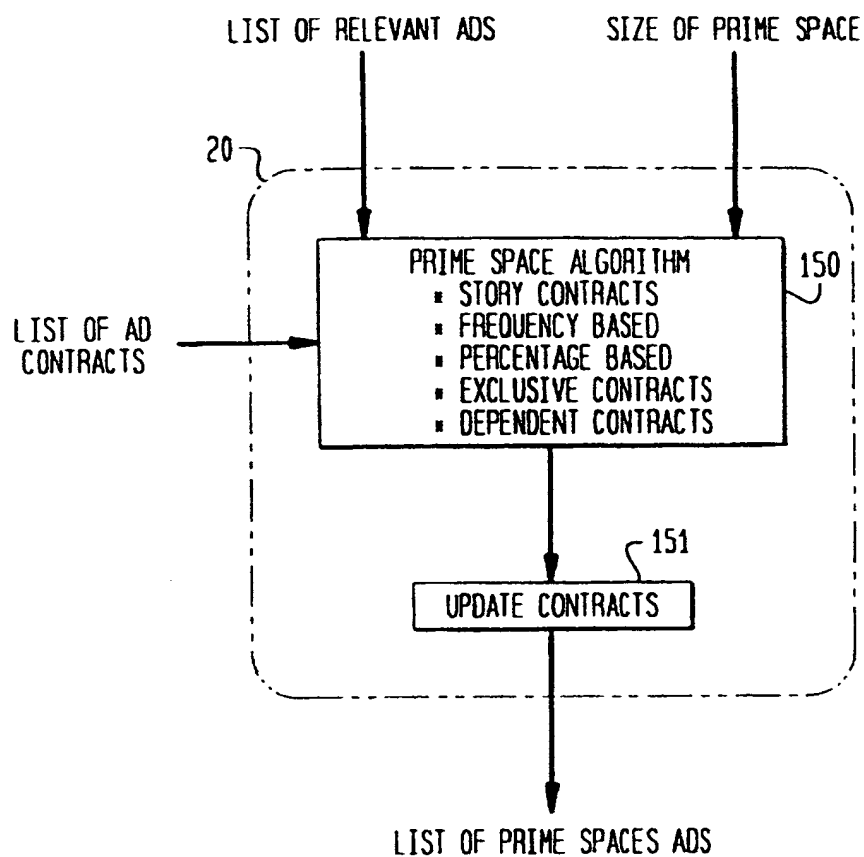 LIST OF RELEVANT ADS
SIZE OF PRIME SPACE
20
PRIME SPACE ALGORITHM
150
* STORY CONTRACTS
* FREQUENCY BASED
* PERCENTAGE BASED
* EXCLUSIVE CONTRACTS
* DEPENDENT CONTRACTS
LIST OF AD
CONTRACTS
151
UPDATE CONTRACTS
LIST OF PRIME SPACES ADS